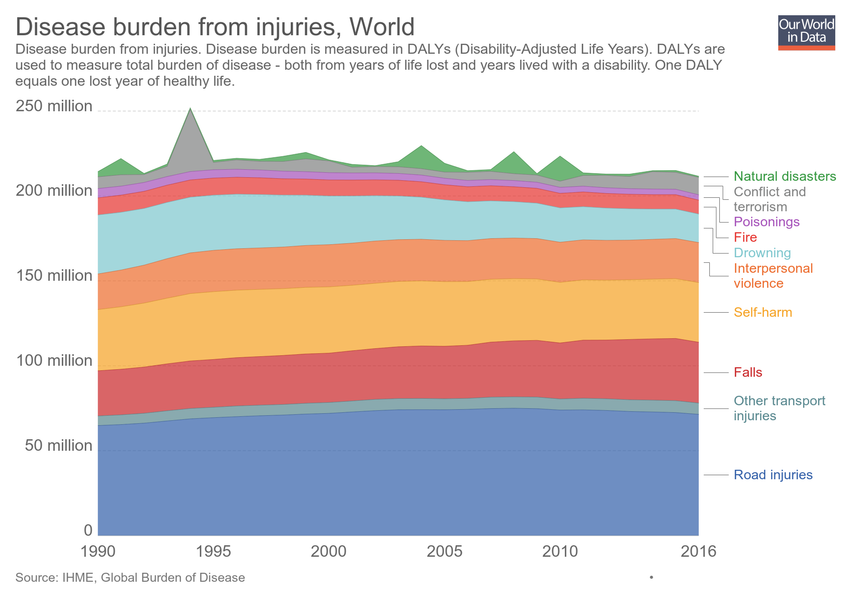 Disease burden from injuries, World
Our World
in Data
Disease burden from injuries. Disease burden is measured in DALYs (Disability-Adjusted Life Years). DALYs are
used to measure total burden of disease - both from years of life lost and years lived with a disability. One DALY
equals one lost year of healthy life.
250 million
200 million
150 million
100 million
50 million
0
1990
1995
2000
2005
2010
2016
Natural disasters
Conflict and
terrorism
Poisonings
Fire
Drowning
Interpersonal
violence
Self-harm
Falls
Other transport
injuries
Road injuries
Source: IHME, Global Burden of Disease